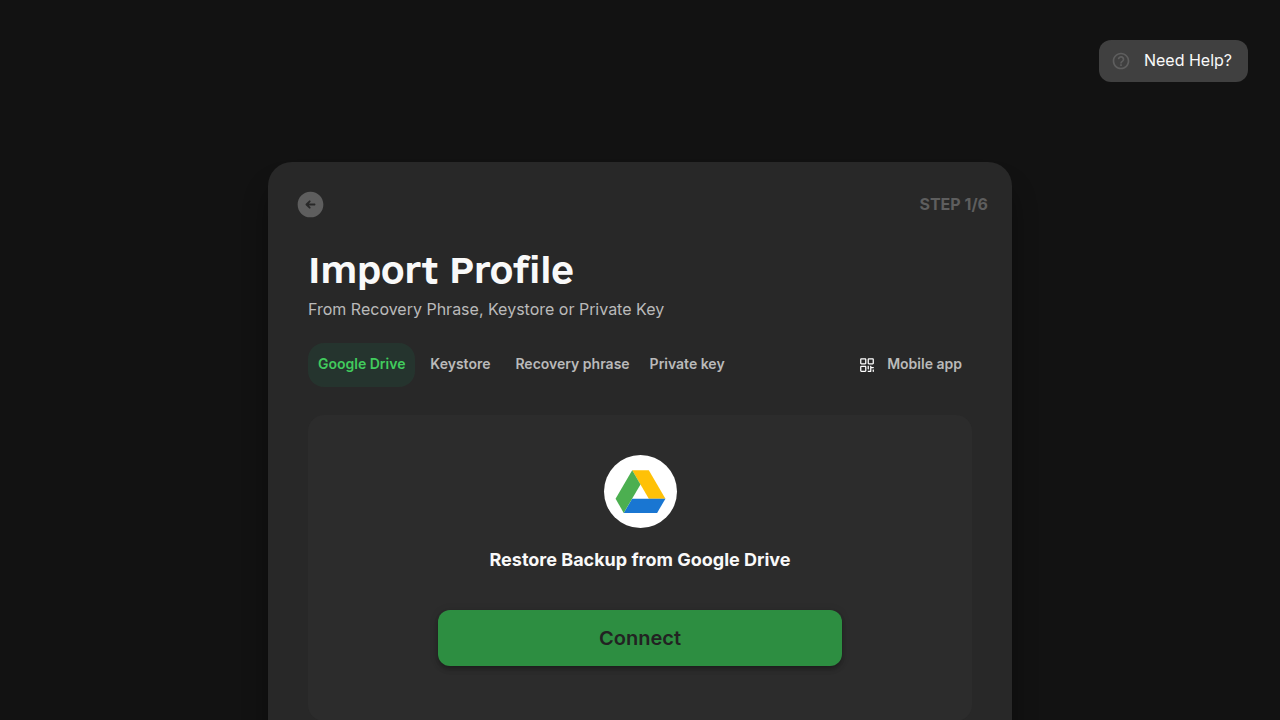 Need Help?
STEP 1/6
Import Profile
From Recovery Phrase, Keystore or Private Key
Google Drive Keystore Recovery phrase Private key Mobile app
Restore Backup from Google Drive
Connect